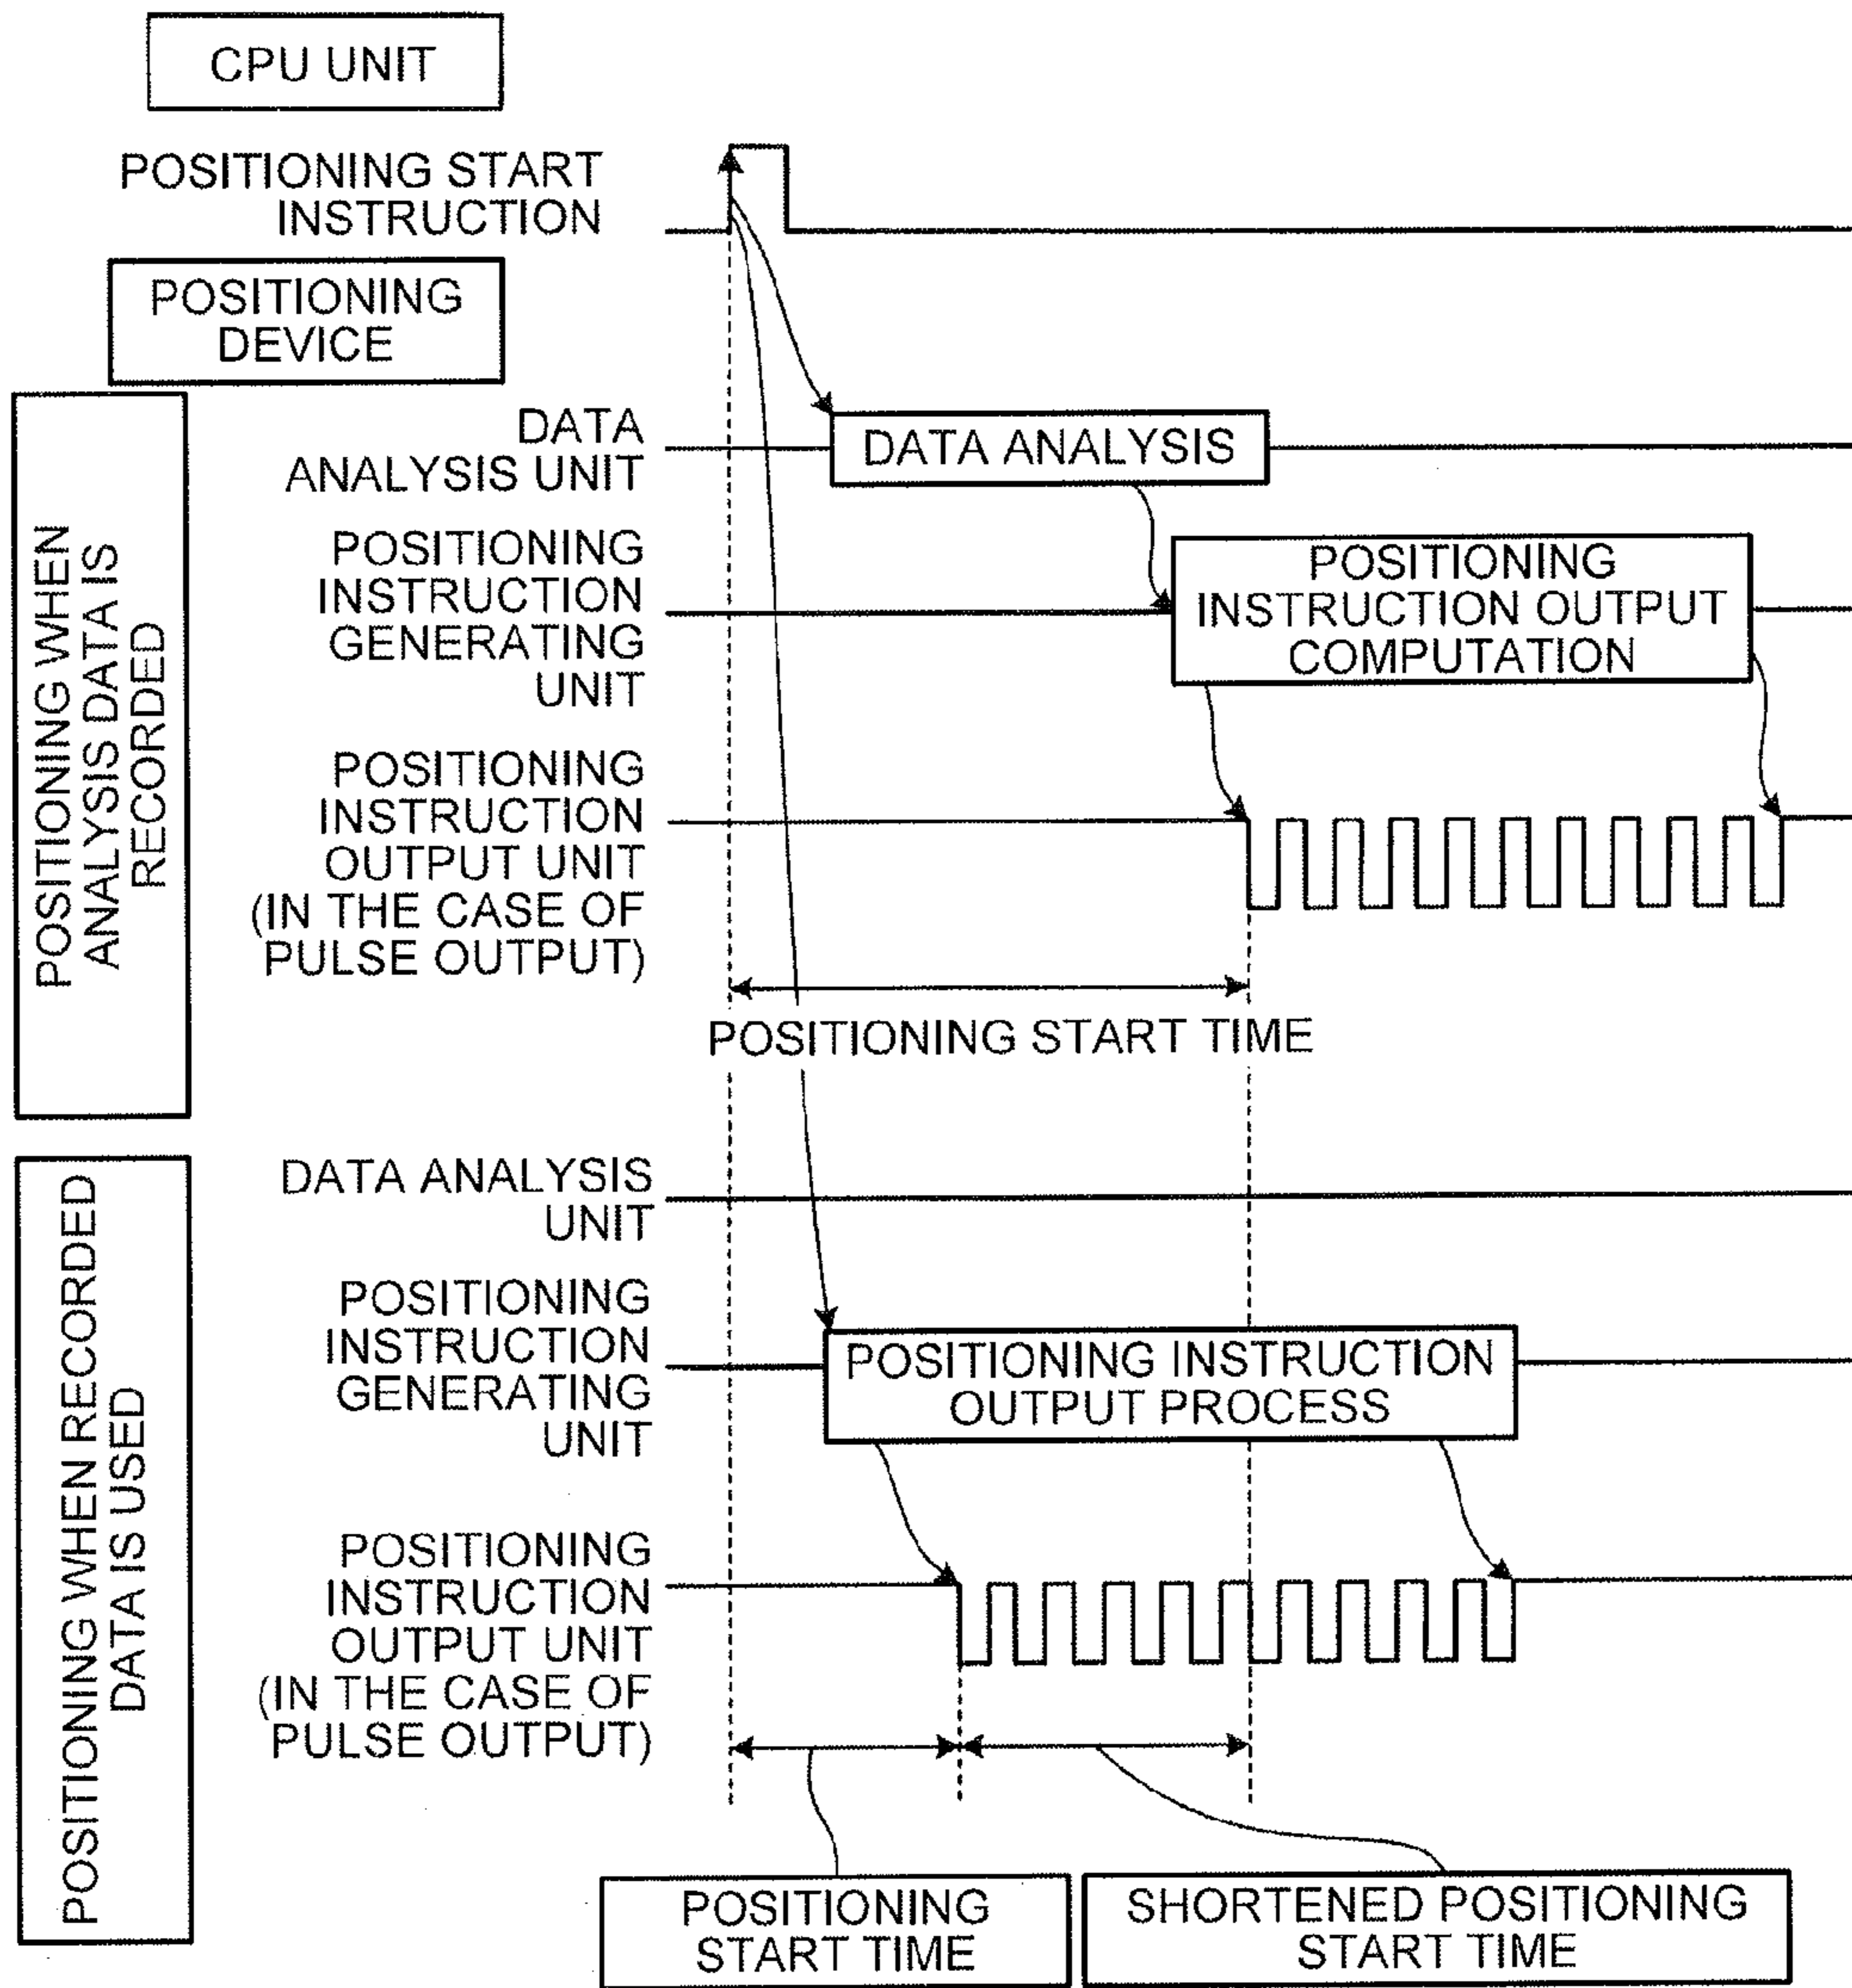 CPU UNIT
POSITIONING START
INSTRUCTION
POSITIONING
DEVICE
POSITIONING WHEN
ANALYSIS DATA IS
RECORDED
DATA
ANALYSIS UNIT
DATA ANALYSIS
POSITIONING
INSTRUCTION
GENERATING
UNIT
POSITIONING
INSTRUCTION OUTPUT
COMPUTATION
POSITIONING
INSTRUCTION
OUTPUT UNIT
(IN THE CASE OF
PULSE OUTPUT)
POSITIONING START TIME
POSITIONING WHEN RECORDED
DATA IS USED
DATA ANALYSIS
UNIT
POSITIONING
INSTRUCTION
GENERATING
UNIT
POSITIONING INSTRUCTION
OUTPUT PROCESS
POSITIONING
INSTRUCTION
OUTPUT UNIT
(IN THE CASE OF
PULSE OUTPUT)
POSITIONING
START TIME
SHORTENED POSITIONING
START TIME